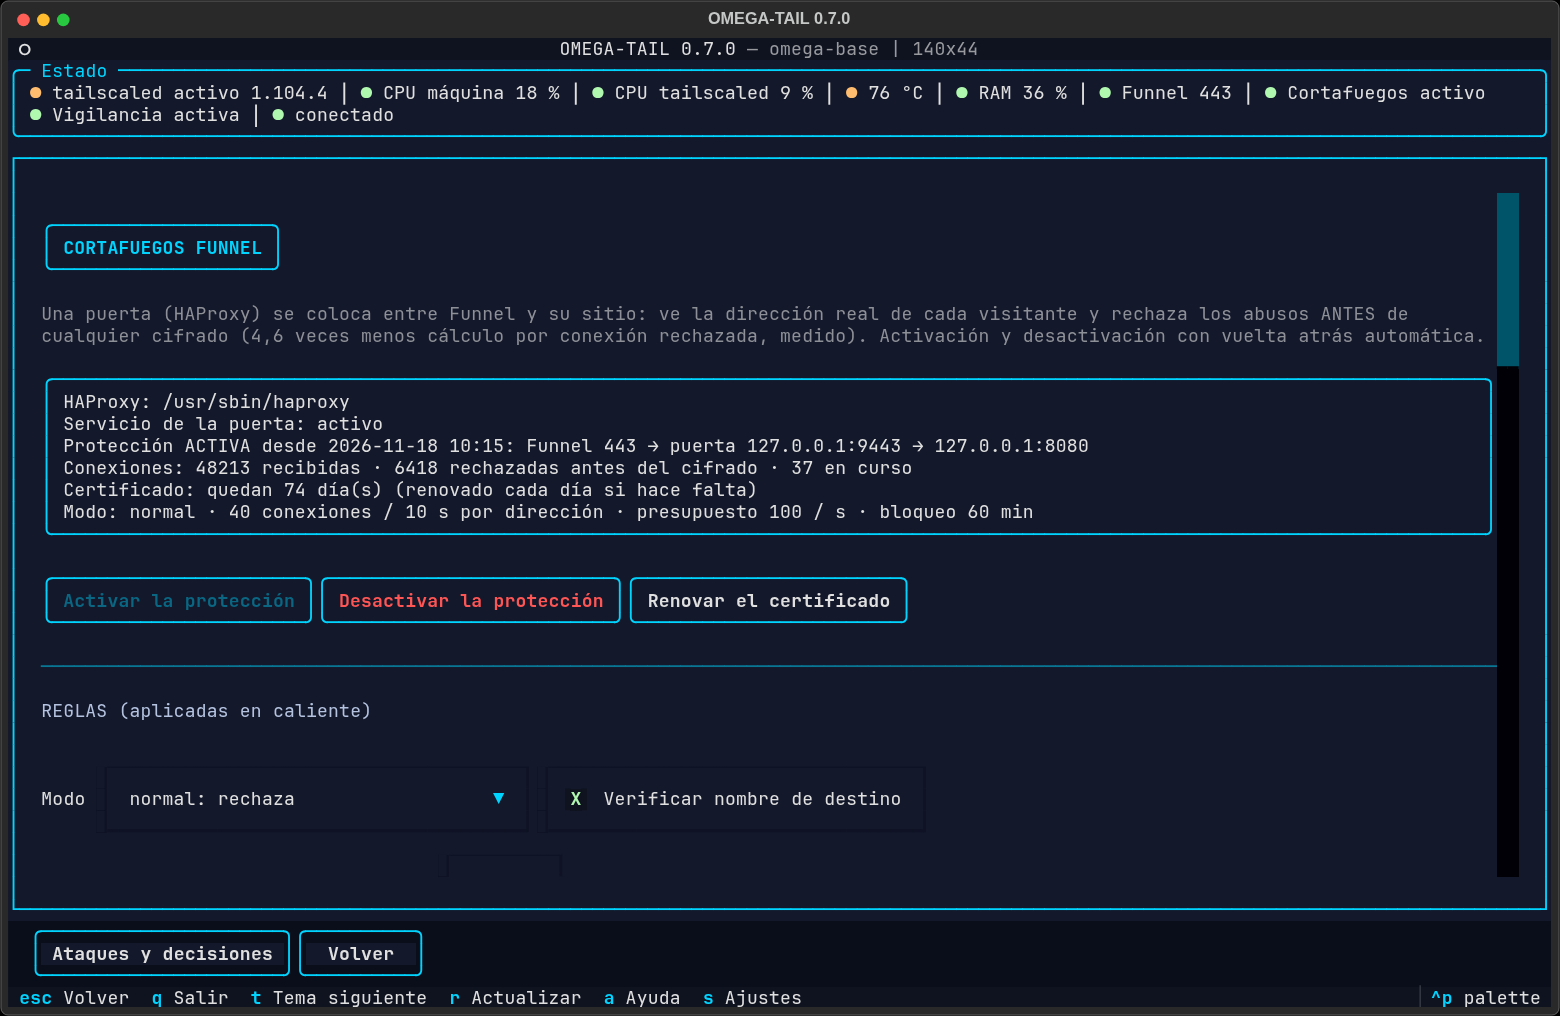 OMEGA-TAIL 0.7.0
OMEGA-TAIL 0.7.0 — omega-base | 140x44
Estado
● tailscaled activo 1.104.4 │ ● CPU máquina 18 % │ ● CPU tailscaled 9 % │ ● 76 °C │ ● RAM 36 % │ ● Funnel 443 │ ● Cortafuegos activo
● Vigilancia activa │ ● conectado
CORTAFUEGOS FUNNEL
Una puerta (HAProxy) se coloca entre Funnel y su sitio: ve la dirección real de cada visitante y rechaza los abusos ANTES de
cualquier cifrado (4,6 veces menos cálculo por conexión rechazada, medido). Activación y desactivación con vuelta atrás automática.
HAProxy: /usr/sbin/haproxy
Servicio de la puerta: activo
Protección ACTIVA desde 2026-11-18 10:15: Funnel 443 → puerta 127.0.0.1:9443 → 127.0.0.1:8080
Conexiones: 48213 recibidas · 6418 rechazadas antes del cifrado · 37 en curso
Certificado: quedan 74 día(s) (renovado cada día si hace falta)
Modo: normal · 40 conexiones / 10 s por dirección · presupuesto 100 / s · bloqueo 60 min
Activar la protección Desactivar la protección Renovar el certificado
REGLAS (aplicadas en caliente)
Modo normal: rechaza ▼ X Verificar nombre de destino
Ataques y decisiones Volver
esc Volver q Salir t Tema siguiente r Actualizar a Ayuda s Ajustes ^p palette